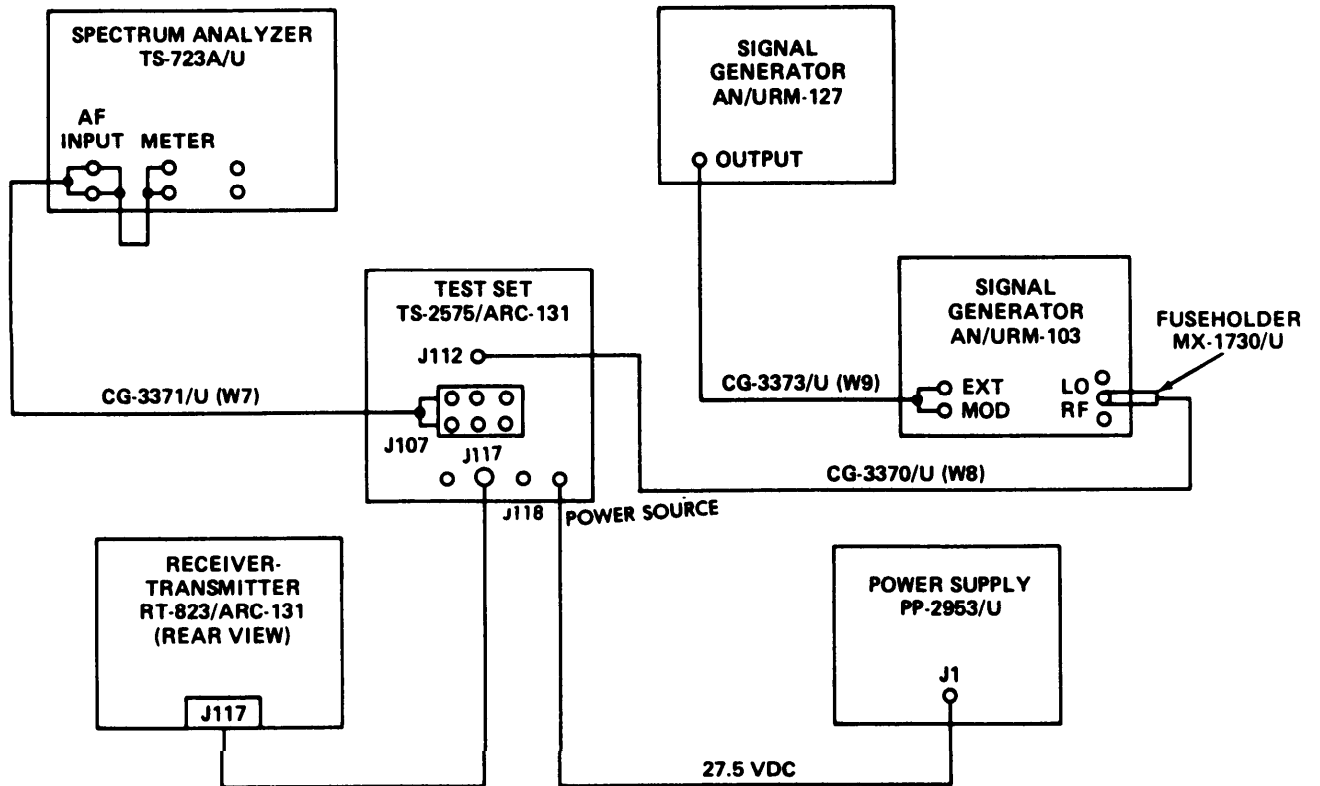 SPECTRUM ANALYZER
TS-723A/U
AF
INPUT METER
SIGNAL
GENERATOR
AN/URM-127
OUTPUT
TEST SET
TS-2575/ARC-131
J112
CG-3371/U (W7)
J107
J117
J118 POWER SOURCE
SIGNAL
GENERATOR
AN/URM-103
EXT LO
MOD RF
FUSEHOLDER
MX-1730/U
CG-3373/U (W9)
CG-3370/U (W8)
RECEIVER-
TRANSMITTER
RT-823/ARC-131
(REAR VIEW)
J117
POWER SUPPLY
PP-2953/U
J1
27.5 VDC